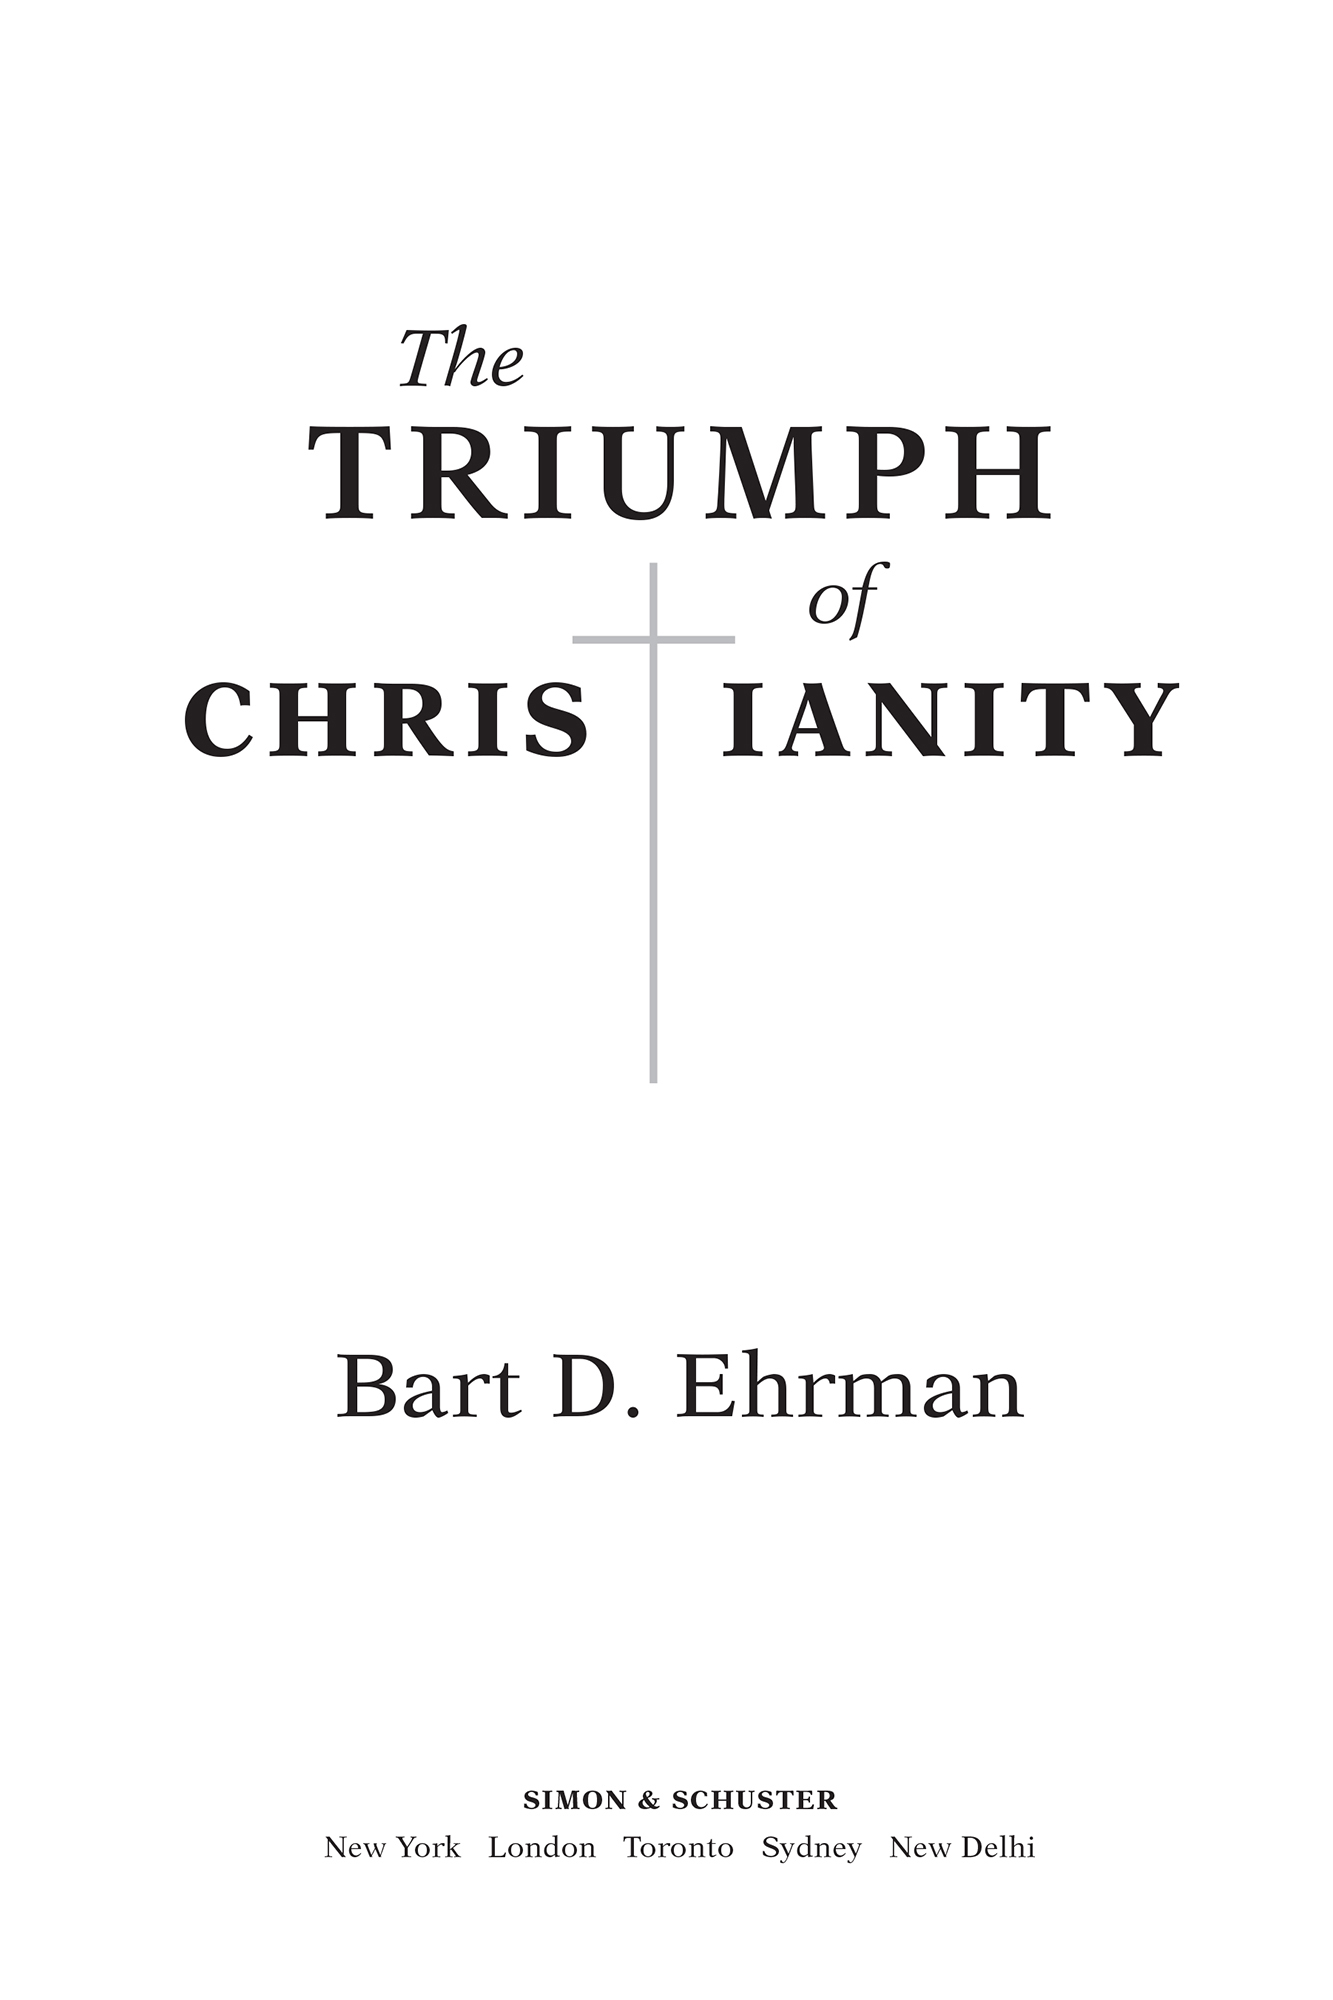 The
TRIUMPH
of
CHRISTIANITY
Bart D. Ehrman
SIMON & SCHUSTER
New York London Toronto Sydney New Delhi